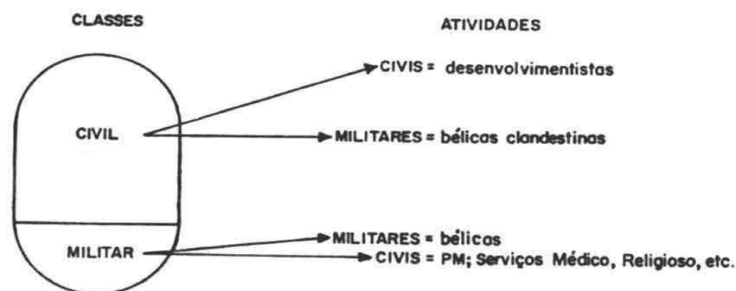 CLASSES
ATIVIDADES
CIVIS = desenvolvimentistas
CIVIL
MILITARES = bélicas clandestinas
MILITARES = bélicas
MILITAR
CIVIS = PM; Serviços Médico, Religioso, etc.